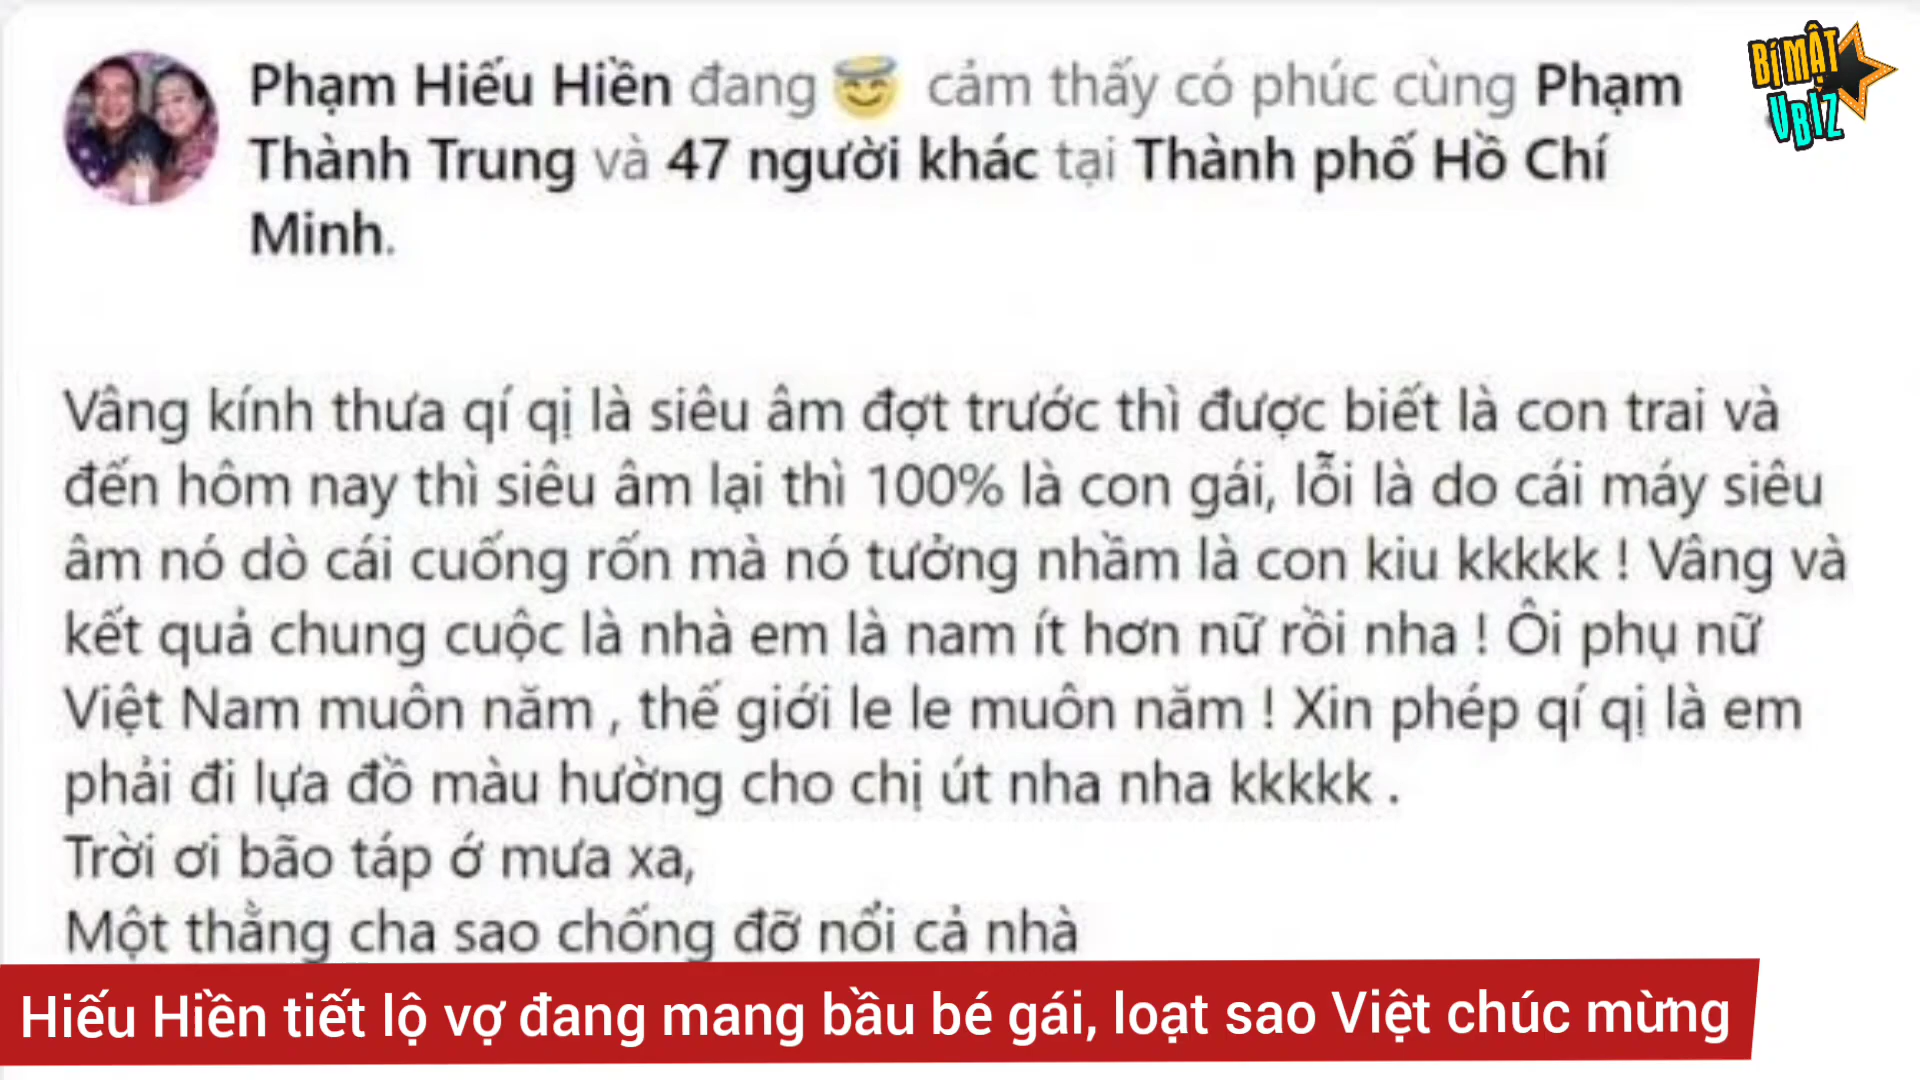 Phạm Hiếu Hiền đang 😇 cảm thấy có phúc cùng Phạm
Thành Trung và 47 người khác tại Thành phố Hồ Chí
Minh.
BÍ MẬT
VBIZ
Vâng kính thưa qí qị là siêu âm đợt trước thì được biết là con trai và
đến hôm nay thì siêu âm lại thì 100% là con gái, lỗi là do cái máy siêu
âm nó dò cái cuống rốn mà nó tưởng nhầm là con kiu kkkkk ! Vâng và
kết quả chung cuộc là nhà em là nam ít hơn nữ rồi nha ! Ôi phụ nữ
Việt Nam muôn năm , thế giới le le muôn năm ! Xin phép qí qị là em
phải đi lựa đồ màu hường cho chị út nha nha kkkkk .
Trời ơi bão táp ớ mưa xa,
Một thằng cha sao chống đỡ nổi cả nhà
Hiếu Hiền tiết lộ vợ đang mang bầu bé gái, loạt sao Việt chúc mừng